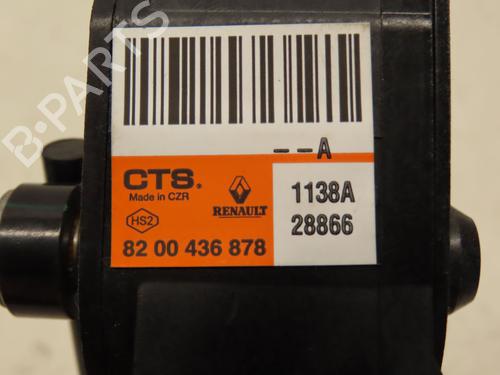 – – A
CTS.
Made in CZR
HS2
RENAULT
82 00 436 878
1138A
28866
B-PARTS